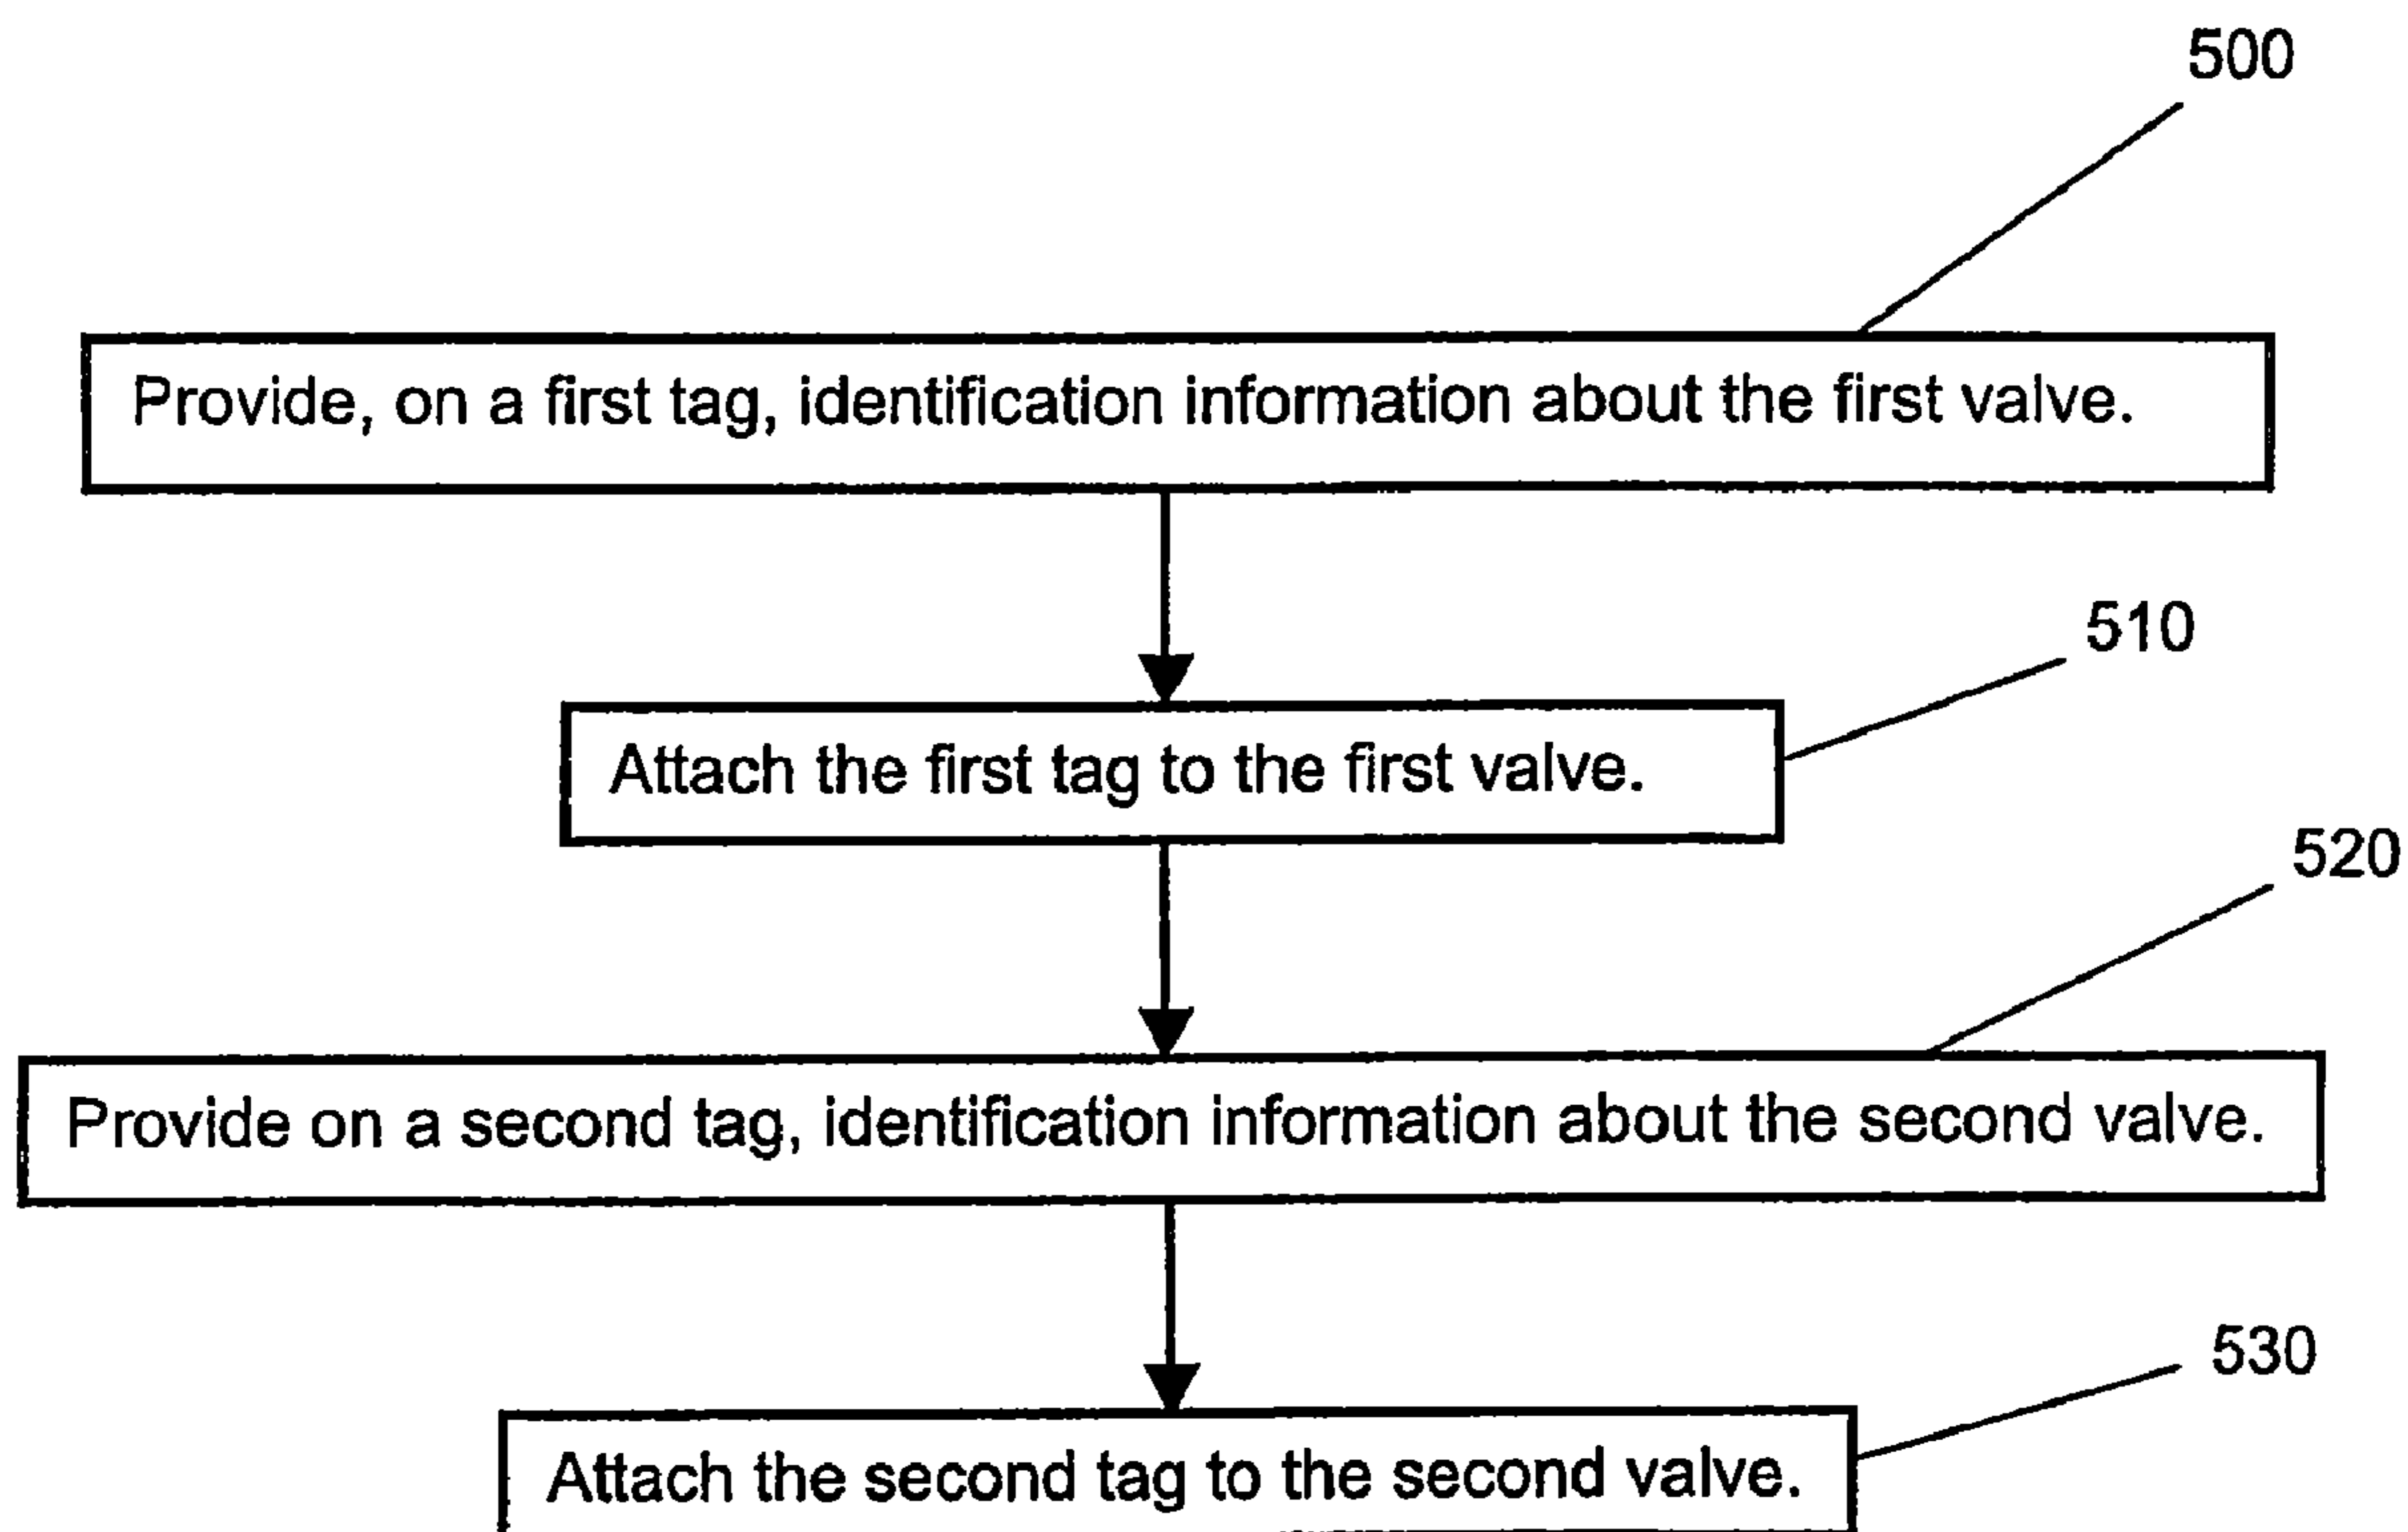 500
Provide, on a first tag, identification information about the first valve.
510
Attach the first tag to the first valve.
520
Provide on a second tag, identification information about the second valve.
530
Attach the second tag to the second valve.